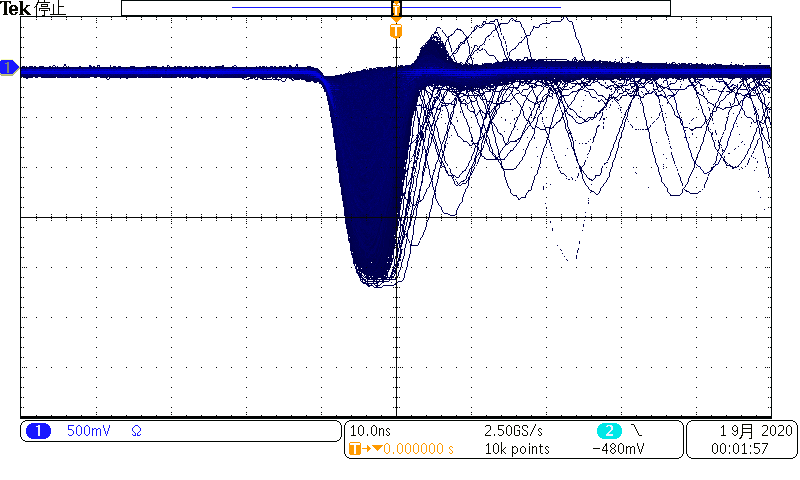 Tek 停止
T
T
1
1 500mV Ω
10.0ns 2.50GS/s 2 -480mV
T→▼0.000000 s 10k points
1 9月 2020
00:01:57